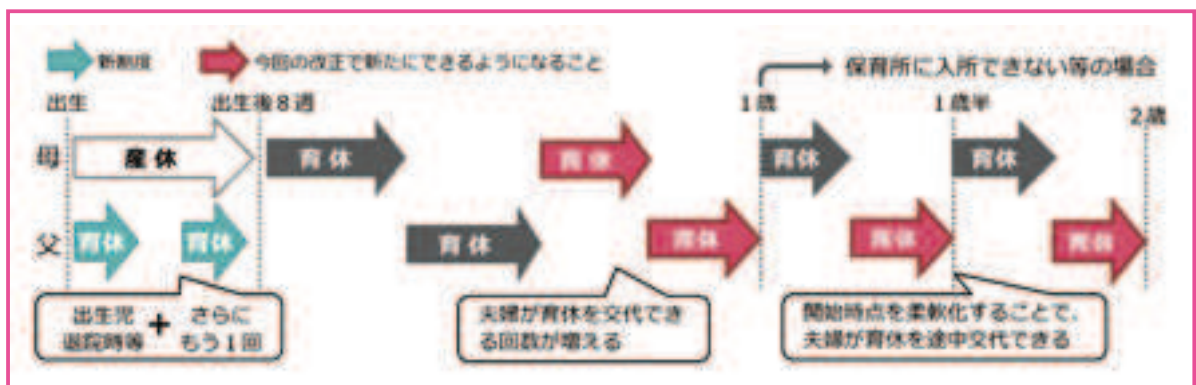 新制度
今回の改正で新たにできるようになること
保育所に入所できない等の場合
出生
出生後8週
1歳
1歳半
2歳
母
産休
育休
育休
育休
育休
父
育休
育休
育休
育休
育休
育休
出生児
退院時等
+
さらに
もう1回
夫婦が育休を交代でき
る回数が増える
開始時点を柔軟化することで、
夫婦が育休を途中交代できる